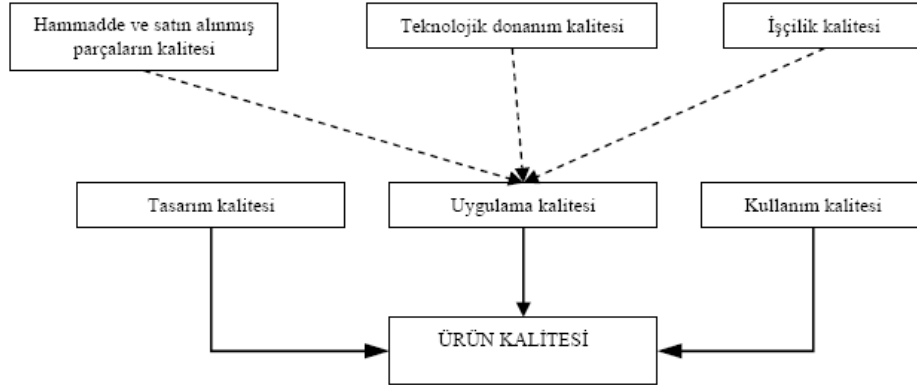 Hammadde ve satın alınmış
parçaların kalitesi
Teknolojik donanım kalitesi
İşçilik kalitesi
Tasarım kalitesi
Uygulama kalitesi
Kullanım kalitesi
ÜRÜN KALİTESİ